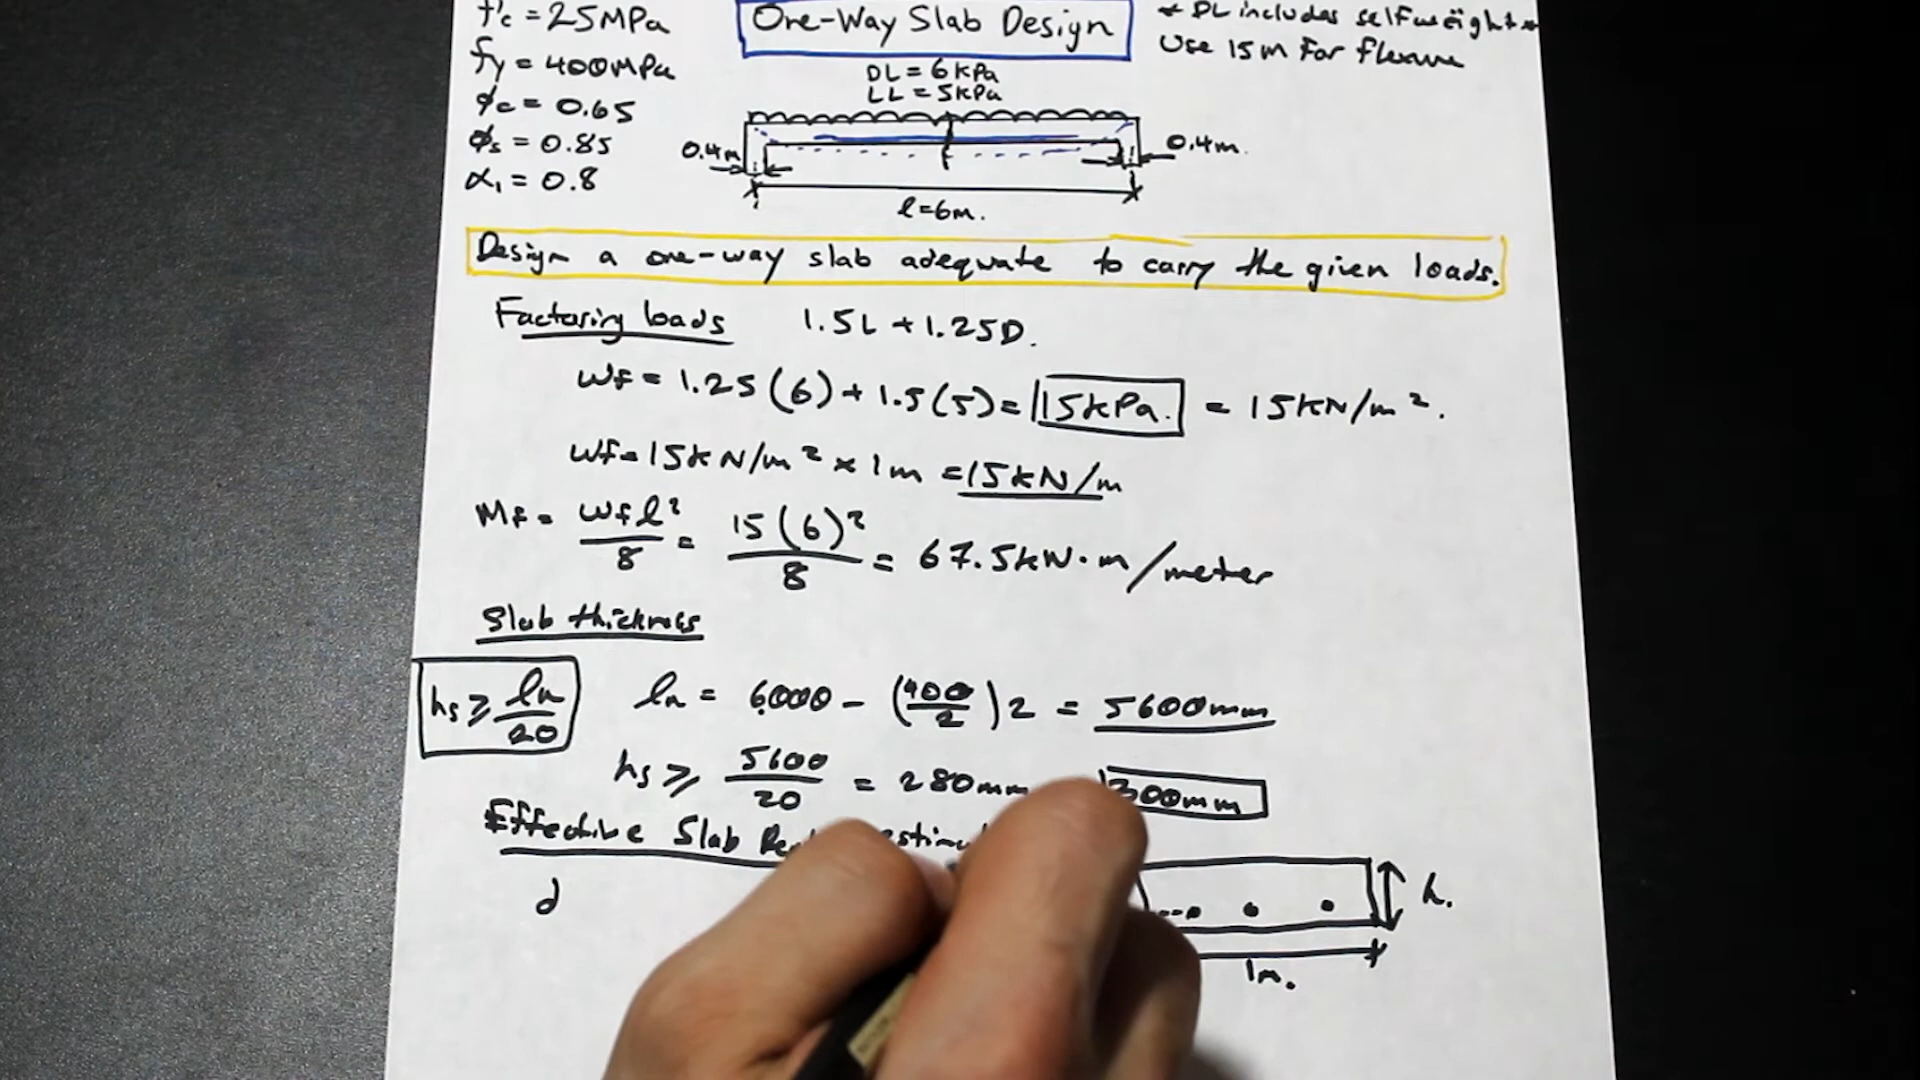 f'c = 25MPa
fy = 400MPa
ϕc = 0.65
ϕs = 0.85
α1 = 0.8
One-Way Slab Design
* DL includes selfweight *
Use 15M for flexure
DL = 6kPa
LL = 5kPa
0.4m
0.4m.
l=6m.
Design a one-way slab adequate to carry the given loads.
Factoring loads 1.5L + 1.25D.
Wf = 1.25(6) + 1.5(5) = 15kPa. = 15KN/m².
Wf = 15kN/m² × 1m = 15kN/m
Mf = wfl²/8 = 15(6)²/8 = 67.5kN·m/meter
Slab thickness
hs ≥ ln/20
ln = 6000 - (400/2)2 = 5600mm
hs ≥ 5600/20 = 280mm 300mm
Effective Slab
d
h.
1m.